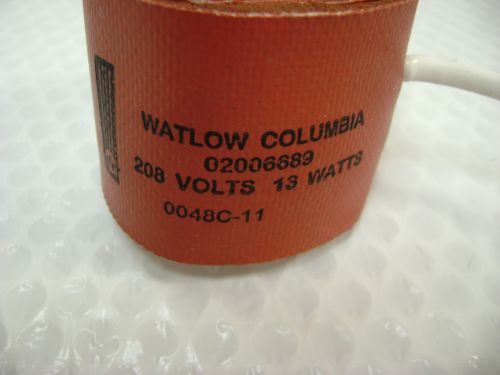 WATLOW COLUMBIA
02006689
208 VOLTS 13 WATTS
0048C-11